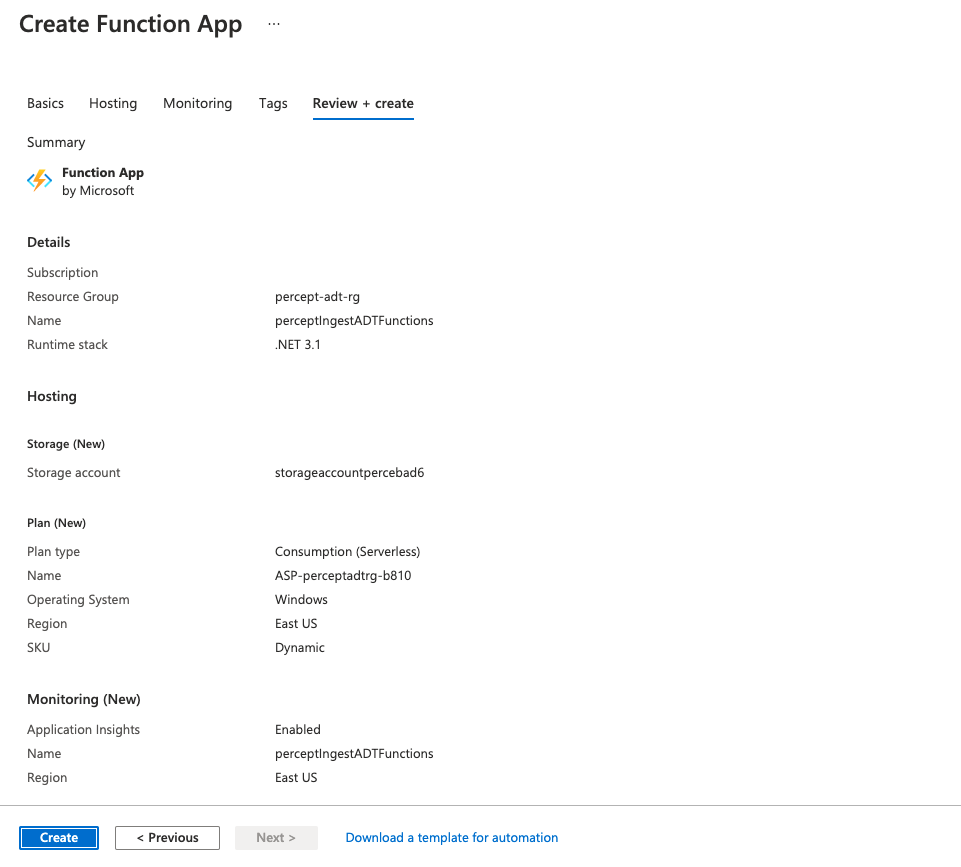 Create Function App ...
Basics Hosting Monitoring Tags Review + create
Summary
Function App
by Microsoft
Details
Subscription
Resource Group percept-adt-rg
Name perceptIngestADTFunctions
Runtime stack .NET 3.1
Hosting
Storage (New)
Storage account storageaccountpercebad6
Plan (New)
Plan type Consumption (Serverless)
Name ASP-perceptadtrg-b810
Operating System Windows
Region East US
SKU Dynamic
Monitoring (New)
Application Insights Enabled
Name perceptIngestADTFunctions
Region East US
Create < Previous Next > Download a template for automation